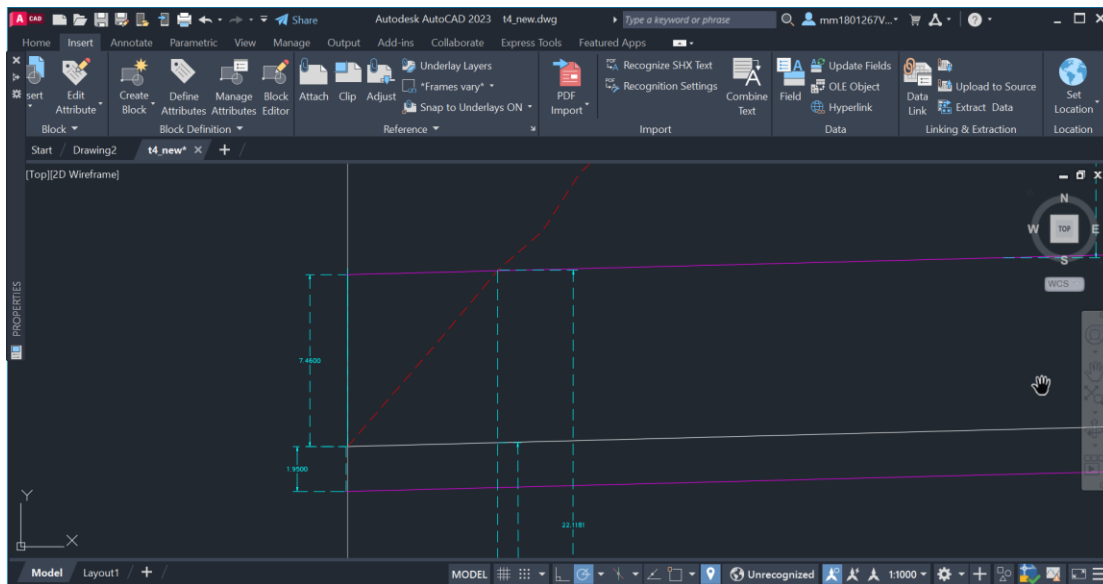 A CAD Share Autodesk AutoCAD 2023 t4_new.dwg Type a keyword or phrase mm1801267V...
Home Insert Annotate Parametric View Manage Output Add-ins Collaborate Express Tools Featured Apps
sert Edit Attribute Create Block Define Attributes Manage Attributes Block Editor Attach Clip Adjust Underlay Layers *Frames vary* Snap to Underlays ON PDF Import Recognize SHX Text Recognition Settings Combine Text Field Update Fields OLE Object Hyperlink Data Link Upload to Source Extract Data Set Location
Block Block Definition Reference Import Data Linking & Extraction Location
Start Drawing2 t4_new*
[Top][2D Wireframe]
N
W TOP E
S
WCS
PROPERTIES
7.4600
1.9500
22.1181
Y
X
Model Layout1 MODEL Unrecognized 1:1000